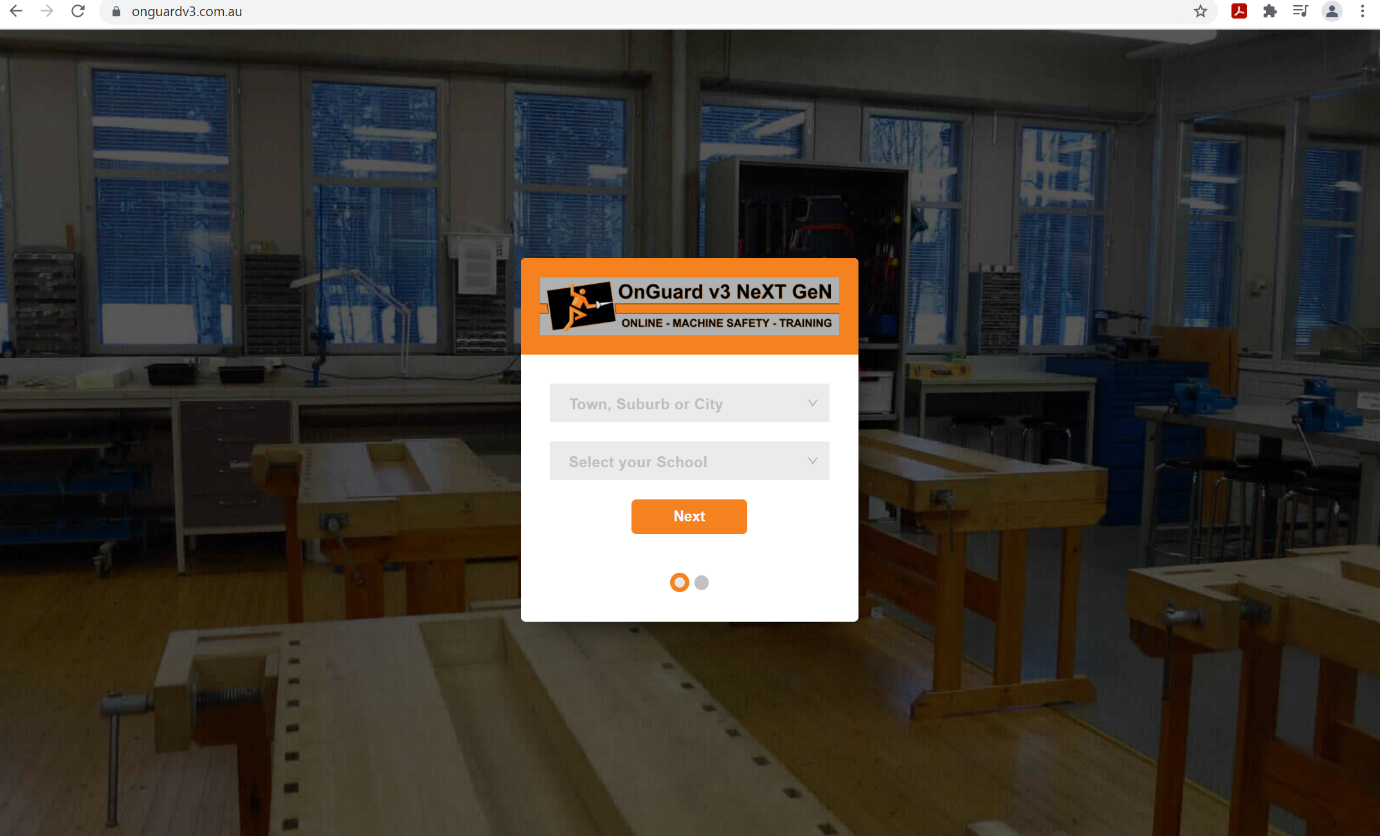 onguardv3.com.au
OnGuard v3 NeXT GeN
ONLINE - MACHINE SAFETY - TRAINING
Town, Suburb or City
Select your School
Next